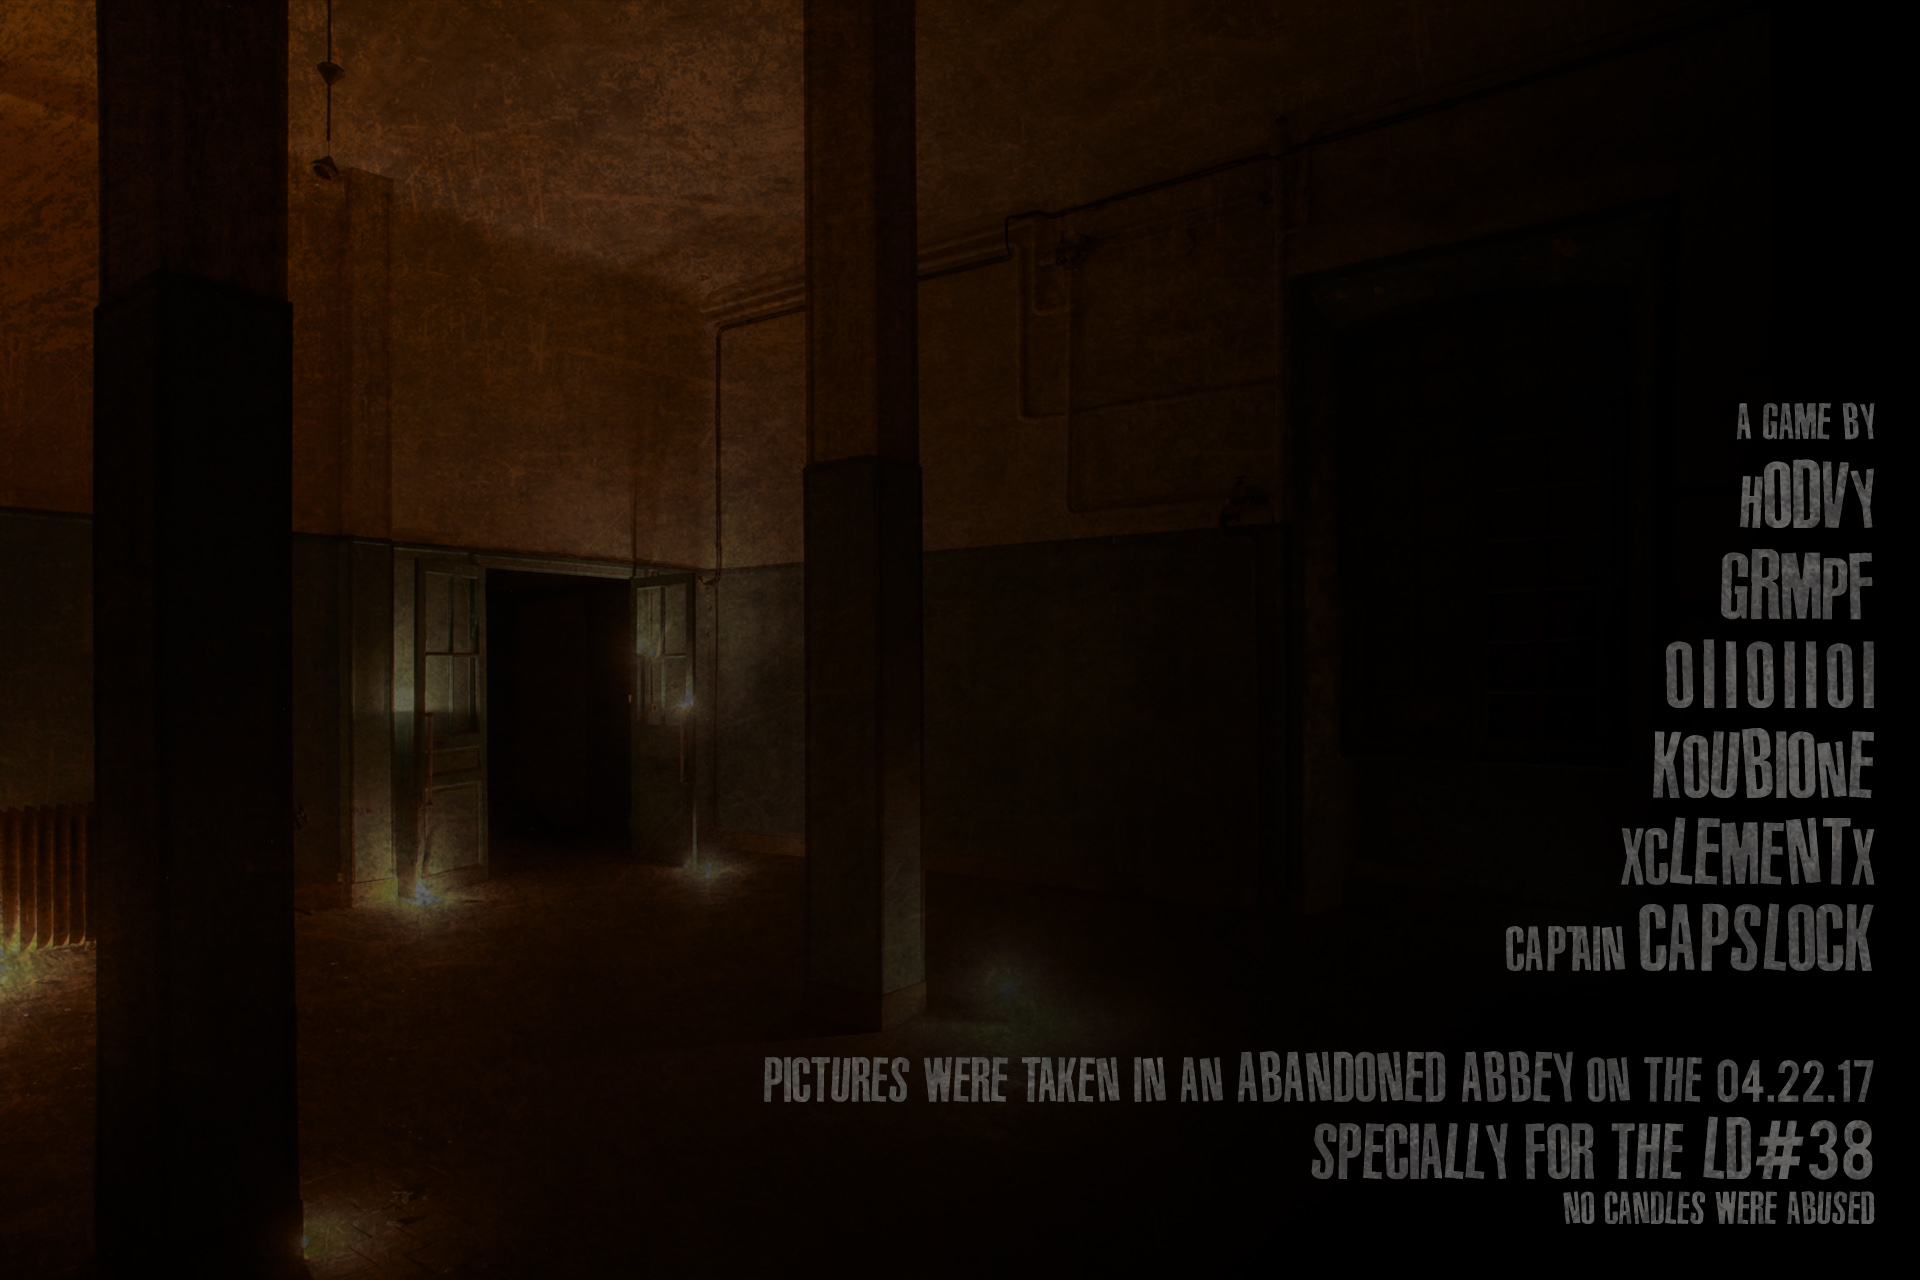 A GAME BY
HODVY
GRMPF
01101101
KOUBIONE
XCLEMENTX
CAPTAIN CAPSLOCK
PICTURES WERE TAKEN IN AN ABANDONED ABBEY ON THE 04.22.17
SPECIALLY FOR THE LD#38
NO CANDLES WERE ABUSED